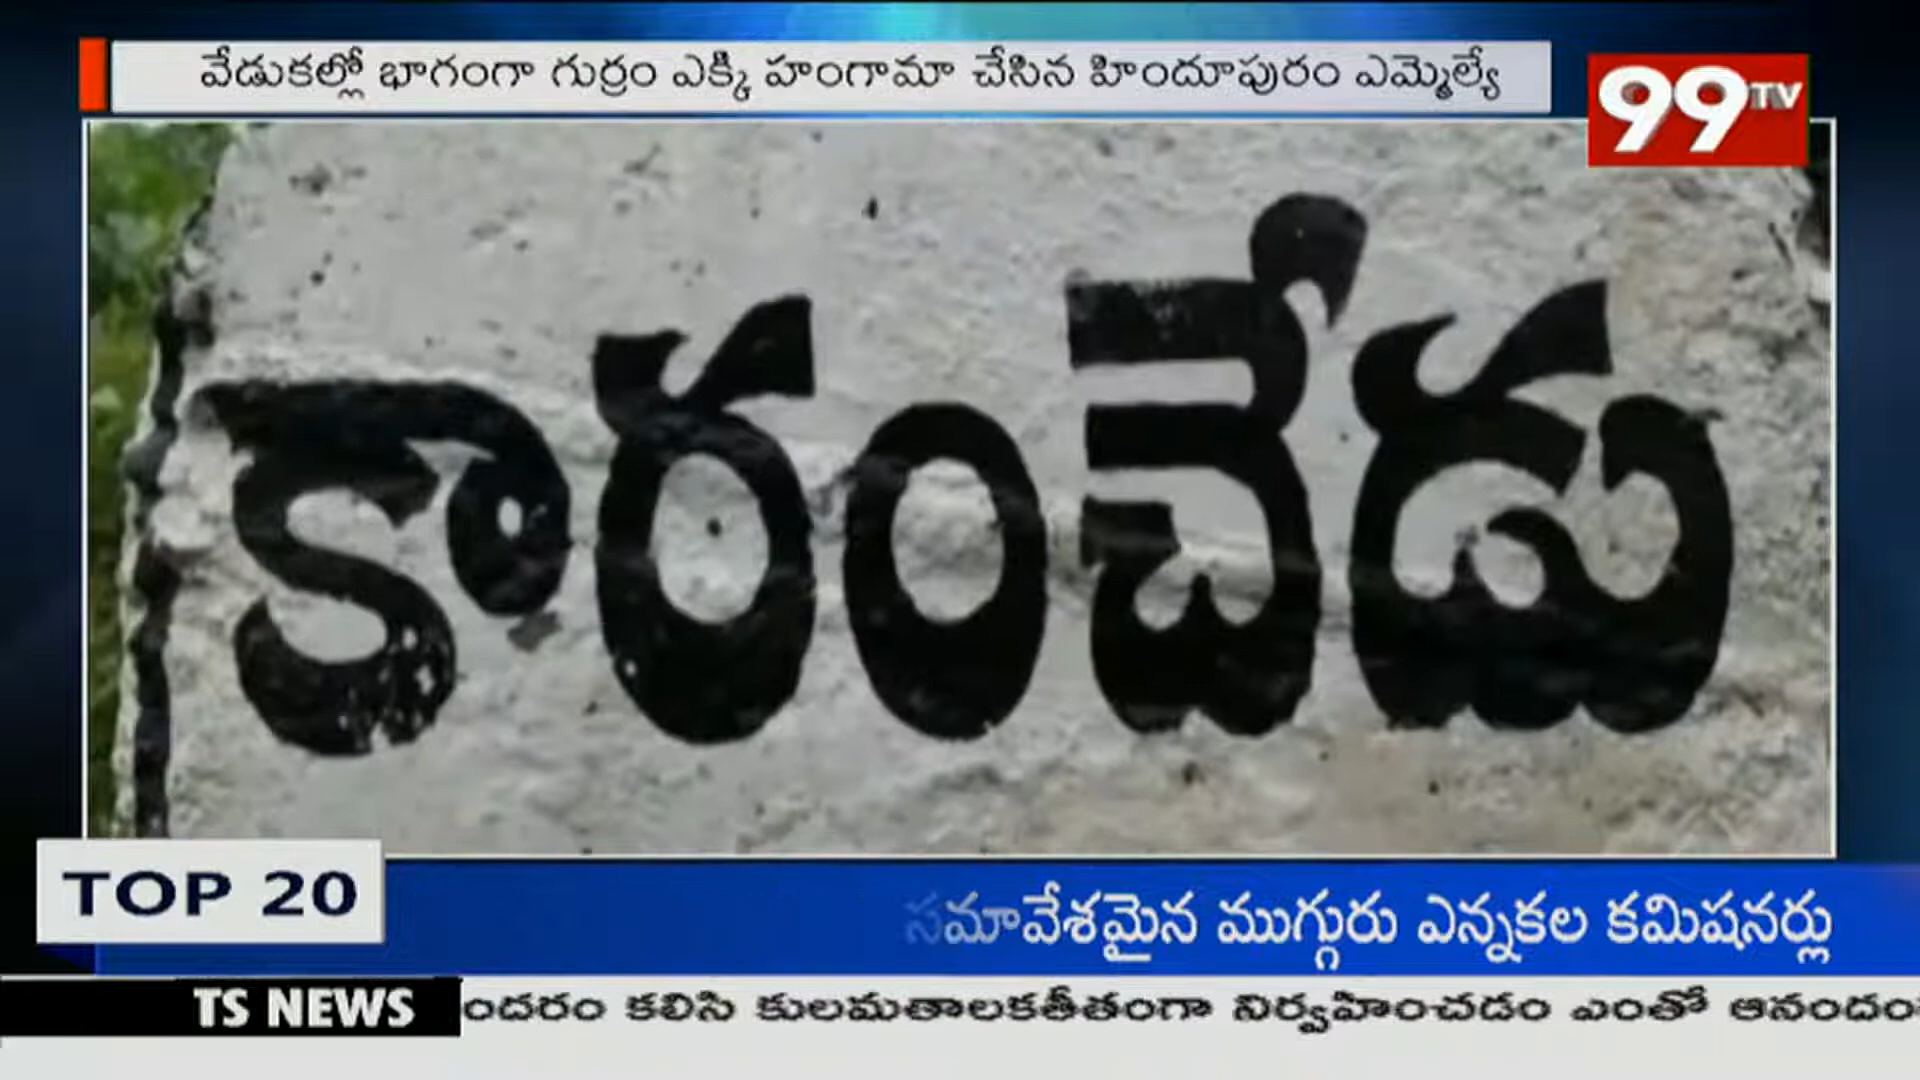 వేడుకల్లో భాగంగా గుర్రం ఎక్కి హంగామా చేసిన హిందూపురం ఎమ్మెల్యే
99TV
కారంచేడు
TOP 20
సమావేశమైన ముగ్గురు ఎన్నకల కమిషనర్లు
TS NEWS
ందరం కలిసి కులమతాలకతీతంగా నిర్వహించడం ఎంతో ఆనందం